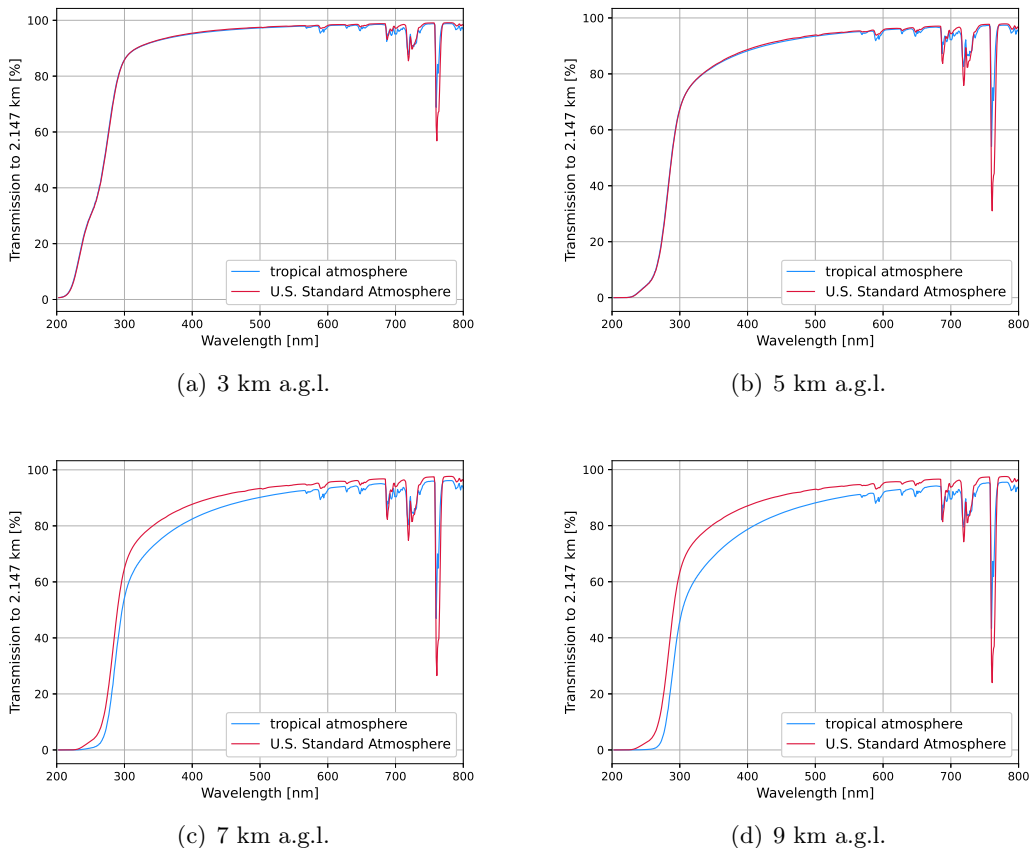 Transmission to 2.147 km [%]
100
80
60
40
20
0
tropical atmosphere
U.S. Standard Atmosphere
200 300 400 500 600 700 800
Wavelength [nm]
(a) 3 km a.g.l.
Transmission to 2.147 km [%]
100
80
60
40
20
0
tropical atmosphere
U.S. Standard Atmosphere
200 300 400 500 600 700 800
Wavelength [nm]
(b) 5 km a.g.l.
Transmission to 2.147 km [%]
100
80
60
40
20
0
tropical atmosphere
U.S. Standard Atmosphere
200 300 400 500 600 700 800
Wavelength [nm]
(c) 7 km a.g.l.
Transmission to 2.147 km [%]
100
80
60
40
20
0
tropical atmosphere
U.S. Standard Atmosphere
200 300 400 500 600 700 800
Wavelength [nm]
(d) 9 km a.g.l.